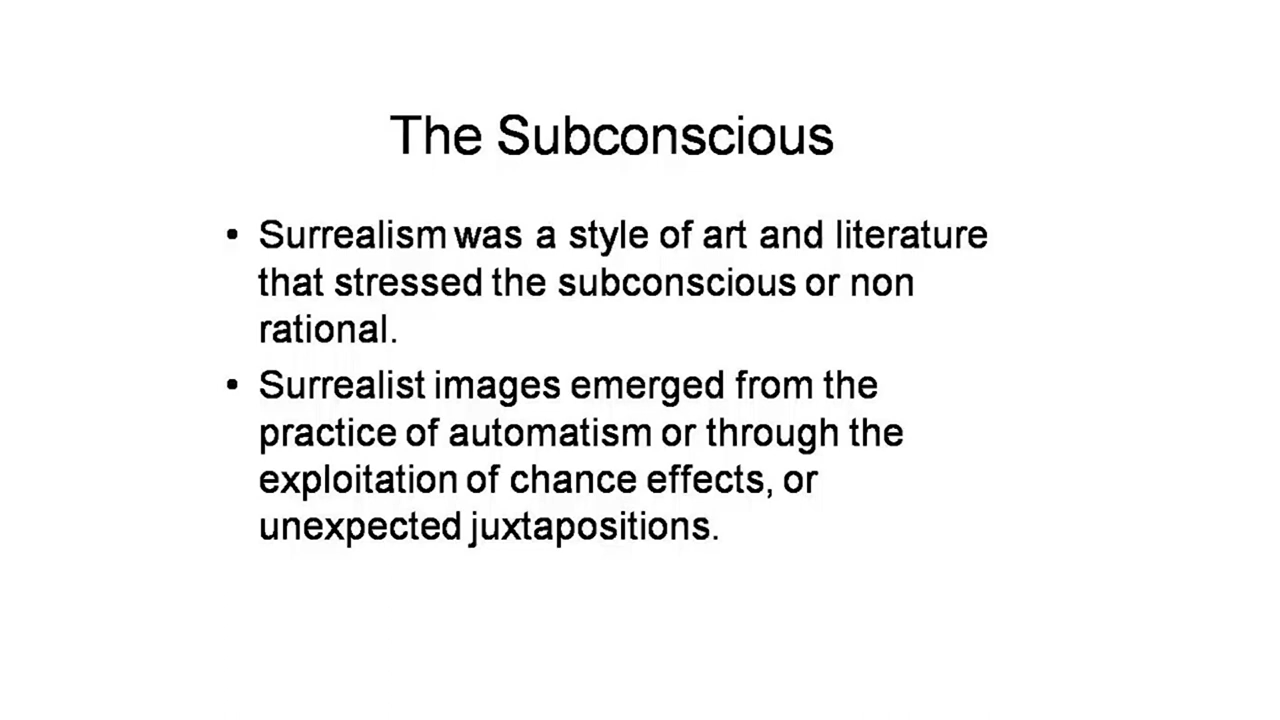 The Subconscious
• Surrealism was a style of art and literature
that stressed the subconscious or non
rational.
• Surrealist images emerged from the
practice of automatism or through the
exploitation of chance effects, or
unexpected juxtapositions.